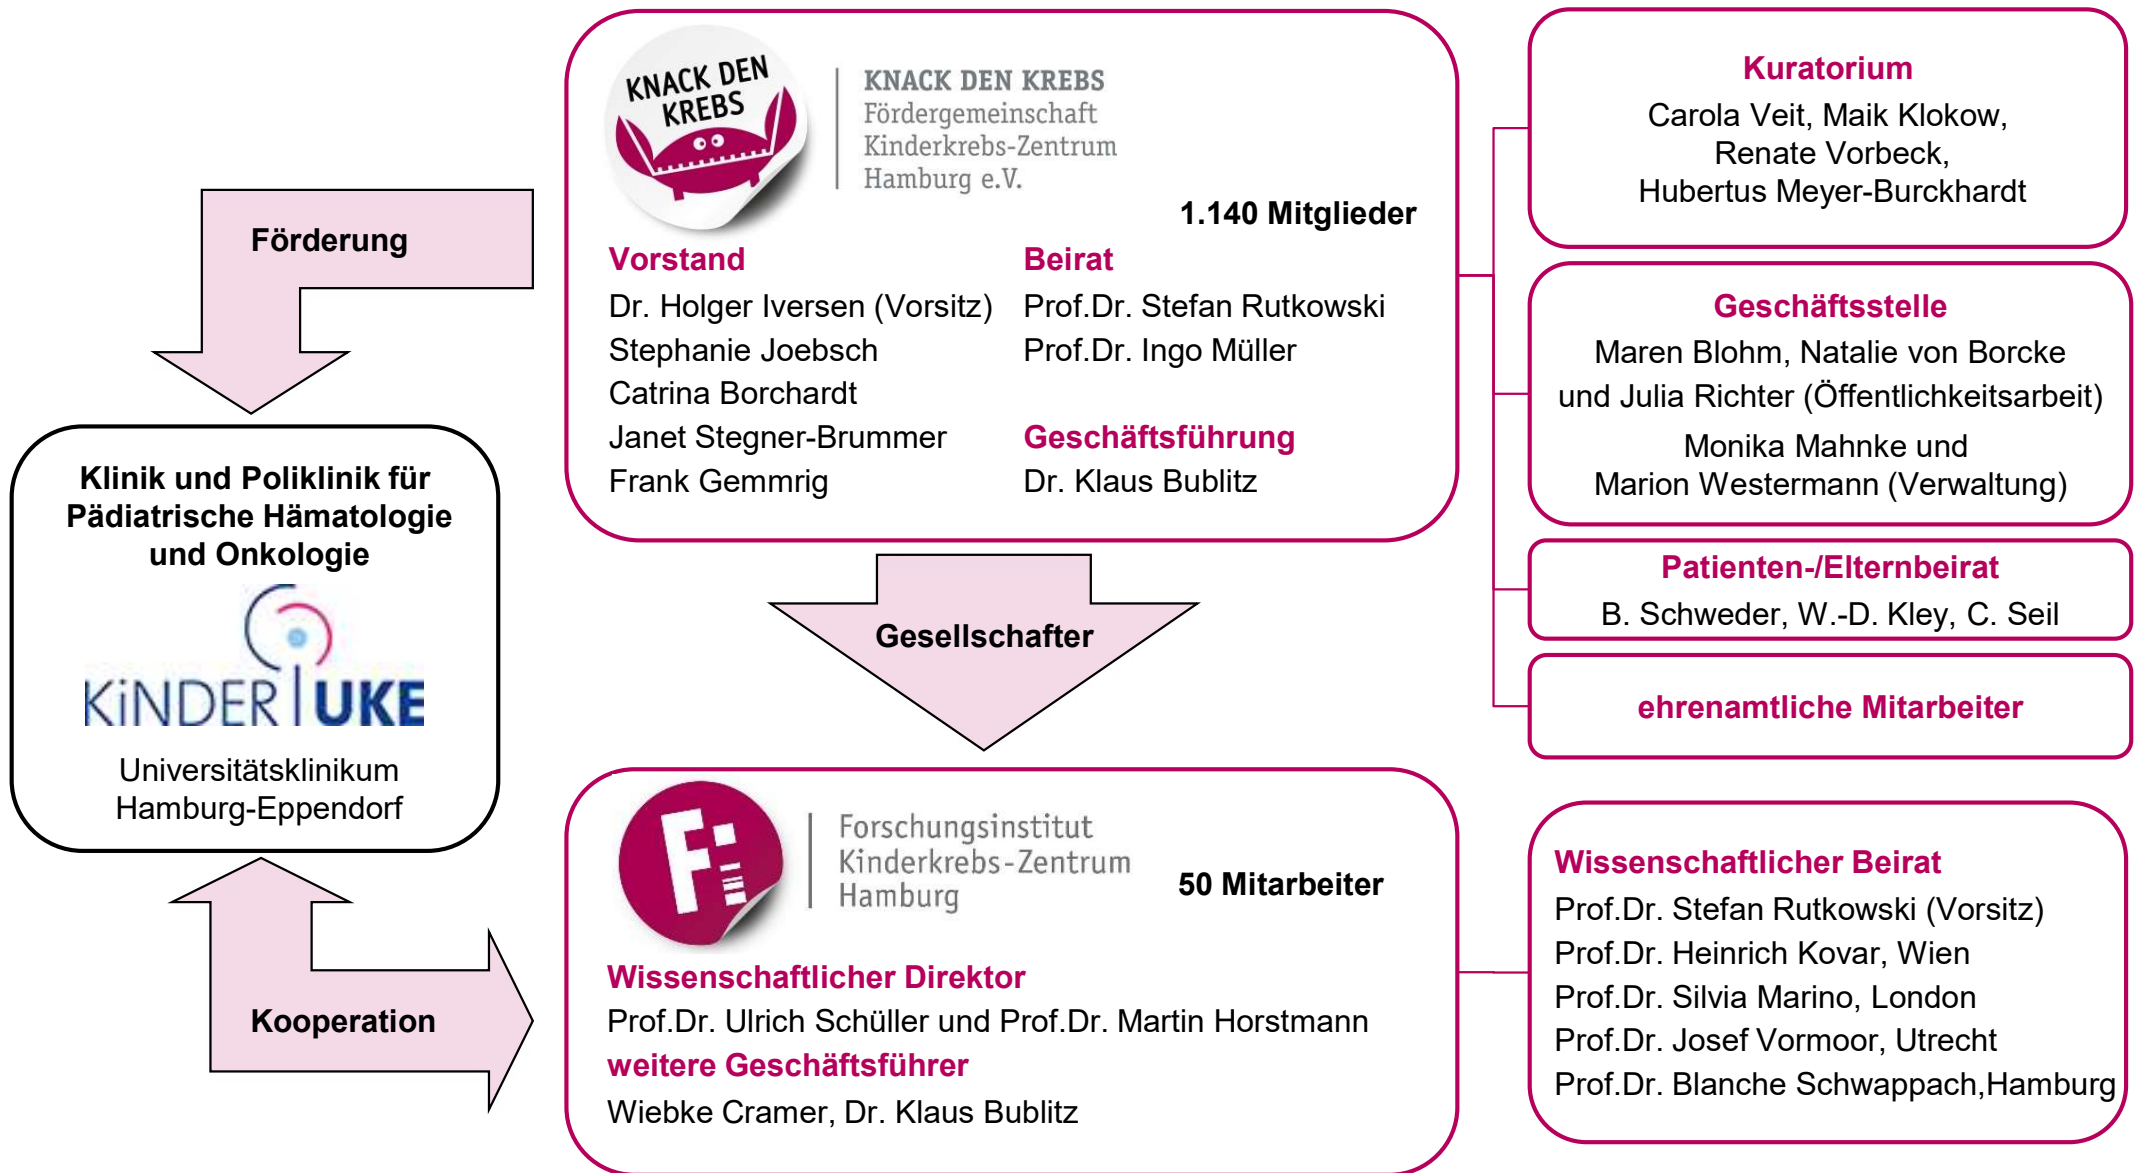 KNACK DEN
KREBS
KNACK DEN KREBS
Fördergemeinschaft
Kinderkrebs-Zentrum
Hamburg e.V.
1.140 Mitglieder
Vorstand
Dr. Holger Iversen (Vorsitz)
Stephanie Joebsch
Catrina Borchardt
Janet Stegner-Brummer
Frank Gemmrig
Beirat
Prof.Dr. Stefan Rutkowski
Prof.Dr. Ingo Müller
Geschäftsführung
Dr. Klaus Bublitz
Kuratorium
Carola Veit, Maik Klokow,
Renate Vorbeck,
Hubertus Meyer-Burckhardt
Geschäftsstelle
Maren Blohm, Natalie von Borcke
und Julia Richter (Öffentlichkeitsarbeit)
Monika Mahnke und
Marion Westermann (Verwaltung)
Patienten-/Elternbeirat
B. Schweder, W.-D. Kley, C. Seil
ehrenamtliche Mitarbeiter
Förderung
Klinik und Poliklinik für
Pädiatrische Hämatologie
und Onkologie
KiNDER UKE
Universitätsklinikum
Hamburg-Eppendorf
Gesellschafter
Kooperation
F
Forschungsinstitut
Kinderkrebs-Zentrum
Hamburg
50 Mitarbeiter
Wissenschaftlicher Direktor
Prof.Dr. Ulrich Schüller und Prof.Dr. Martin Horstmann
weitere Geschäftsführer
Wiebke Cramer, Dr. Klaus Bublitz
Wissenschaftlicher Beirat
Prof.Dr. Stefan Rutkowski (Vorsitz)
Prof.Dr. Heinrich Kovar, Wien
Prof.Dr. Silvia Marino, London
Prof.Dr. Josef Vormoor, Utrecht
Prof.Dr. Blanche Schwappach,Hamburg